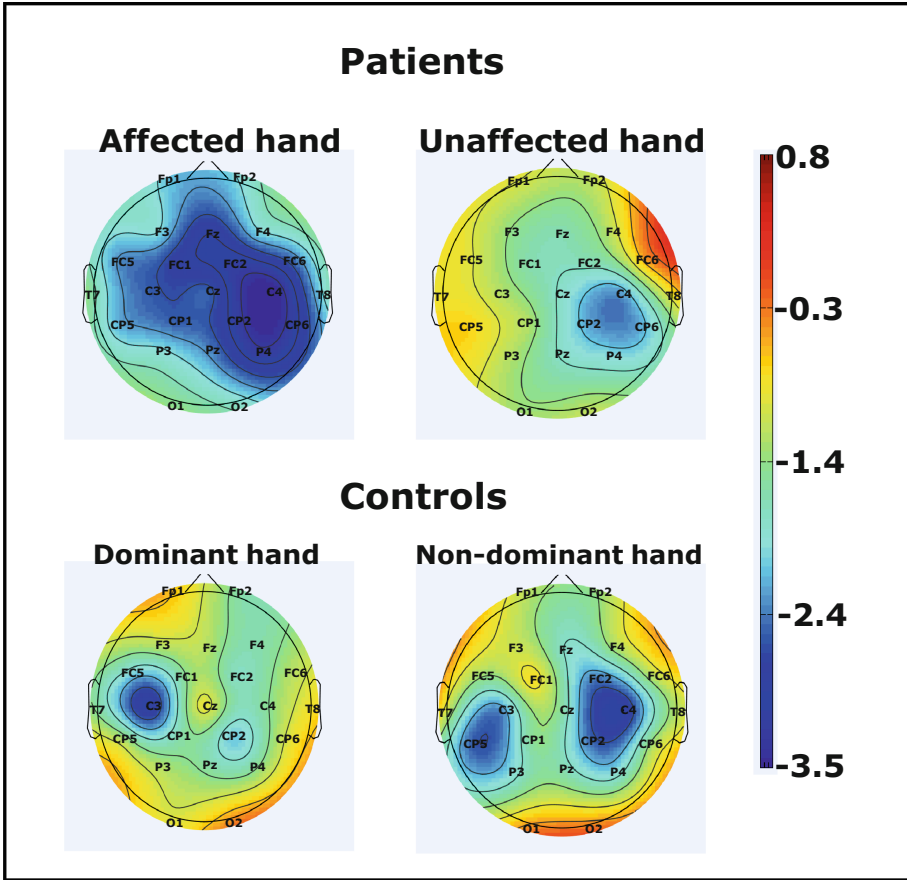 Patients
Affected hand
Unaffected hand
Fp1 Fp2
F3 Fz F4
FC5 FC1 FC2 FC6
T7 C3 Cz C4 T8
CP5 CP1 CP2 CP6
P3 Pz P4
O1 O2
Fp1 Fp2
F3 Fz F4
FC5 FC1 FC2 FC6
T7 C3 Cz C4 T8
CP5 CP1 CP2 CP6
P3 Pz P4
O1 O2
0.8
-0.3
-1.4
-2.4
-3.5
Controls
Dominant hand
Non-dominant hand
Fp1 Fp2
F3 Fz F4
FC5 FC1 FC2 FC6
T7 C3 Cz C4 T8
CP5 CP1 CP2 CP6
P3 Pz P4
O1 O2
Fp1 Fp2
F3 Fz F4
FC5 FC1 FC2 FC6
T7 C3 Cz C4 T8
CP5 CP1 CP2 CP6
P3 Pz P4
O1 O2